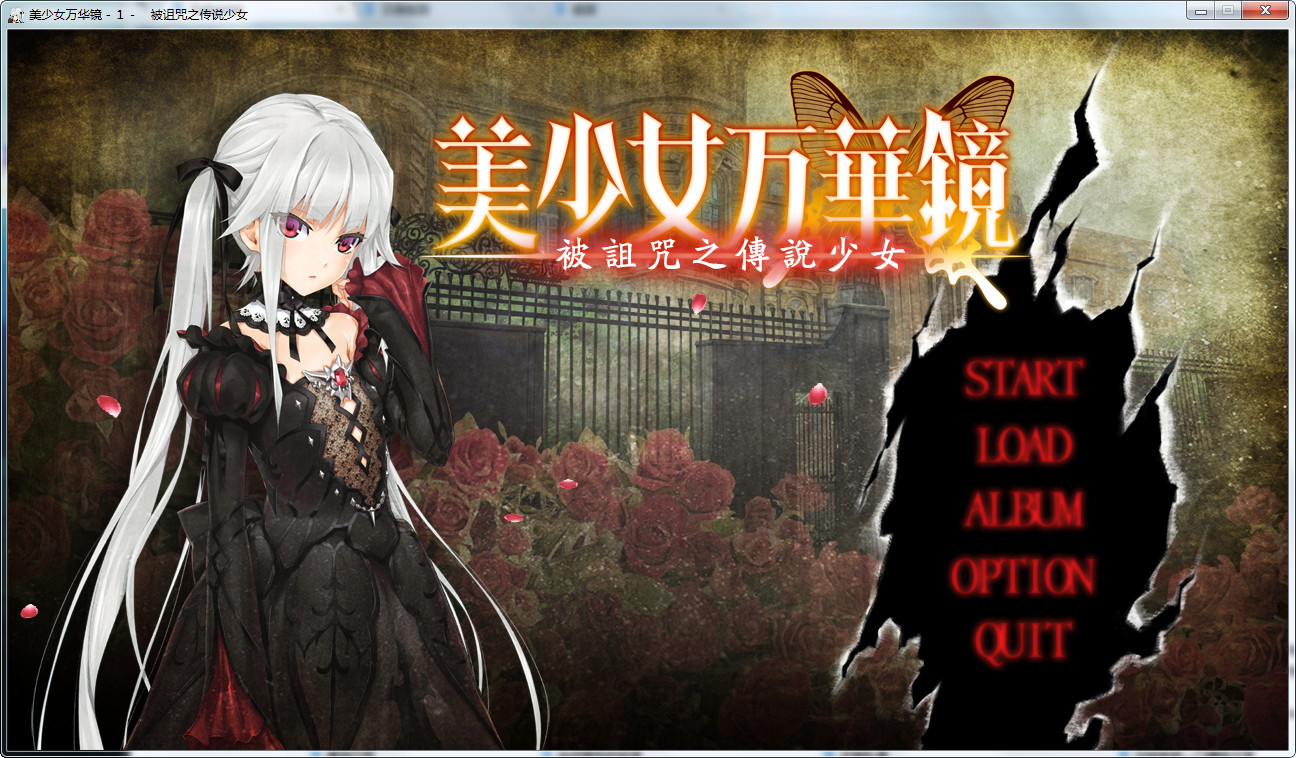 美少女万华镜 - 1 -　被诅咒之传说少女
美少女万華鏡
被詛咒之傳說少女
START
LOAD
ALBUM
OPTION
QUIT